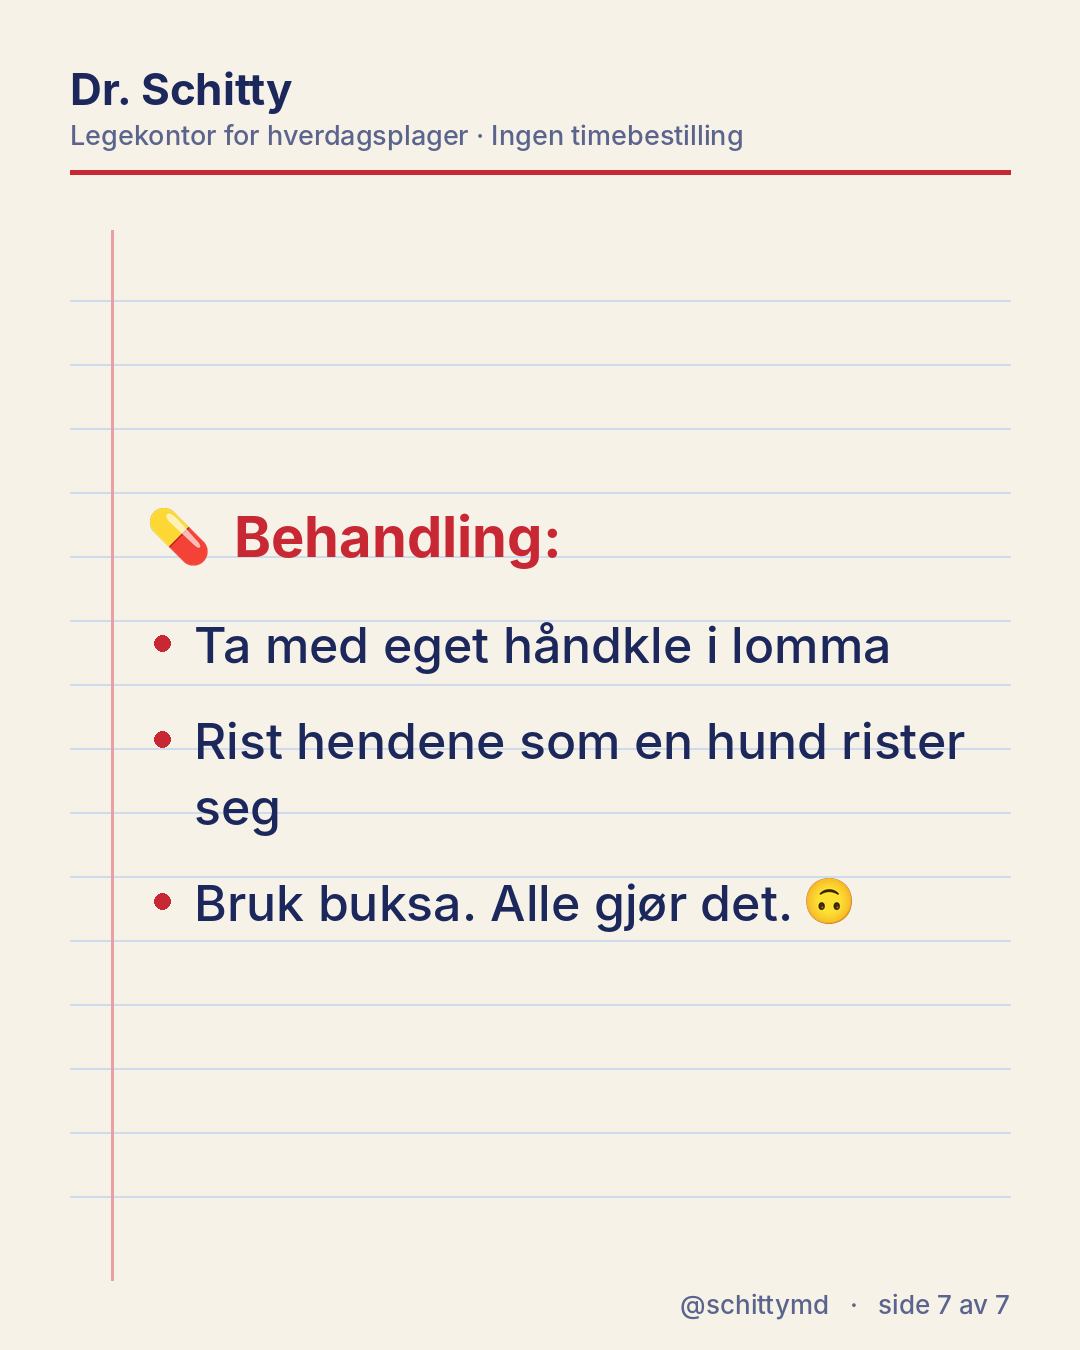 Dr. Schitty
Legekontor for hverdagsplager · Ingen timebestilling
💊 Behandling:
• Ta med eget håndkle i lomma
• Rist hendene som en hund rister
seg
• Bruk buksa. Alle gjør det. 🙃
@schittymd · side 7 av 7